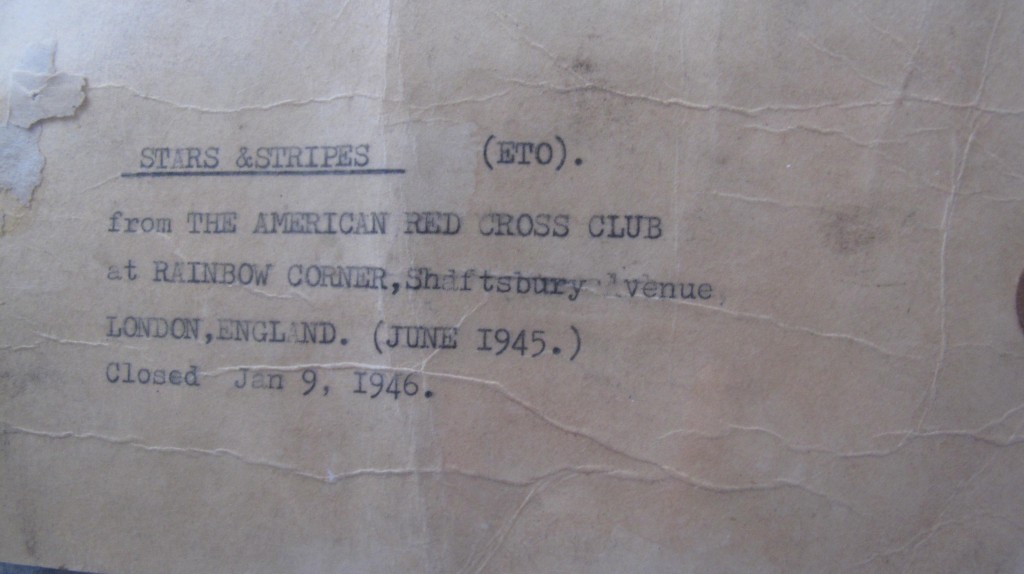 STARS &STRIPES (ETO).
from THE AMERICAN RED CROSS CLUB
at RAINBOW CORNER,Shaftsbury Avenue,
LONDON,ENGLAND. (JUNE 1945.)
Closed Jan 9, 1946.